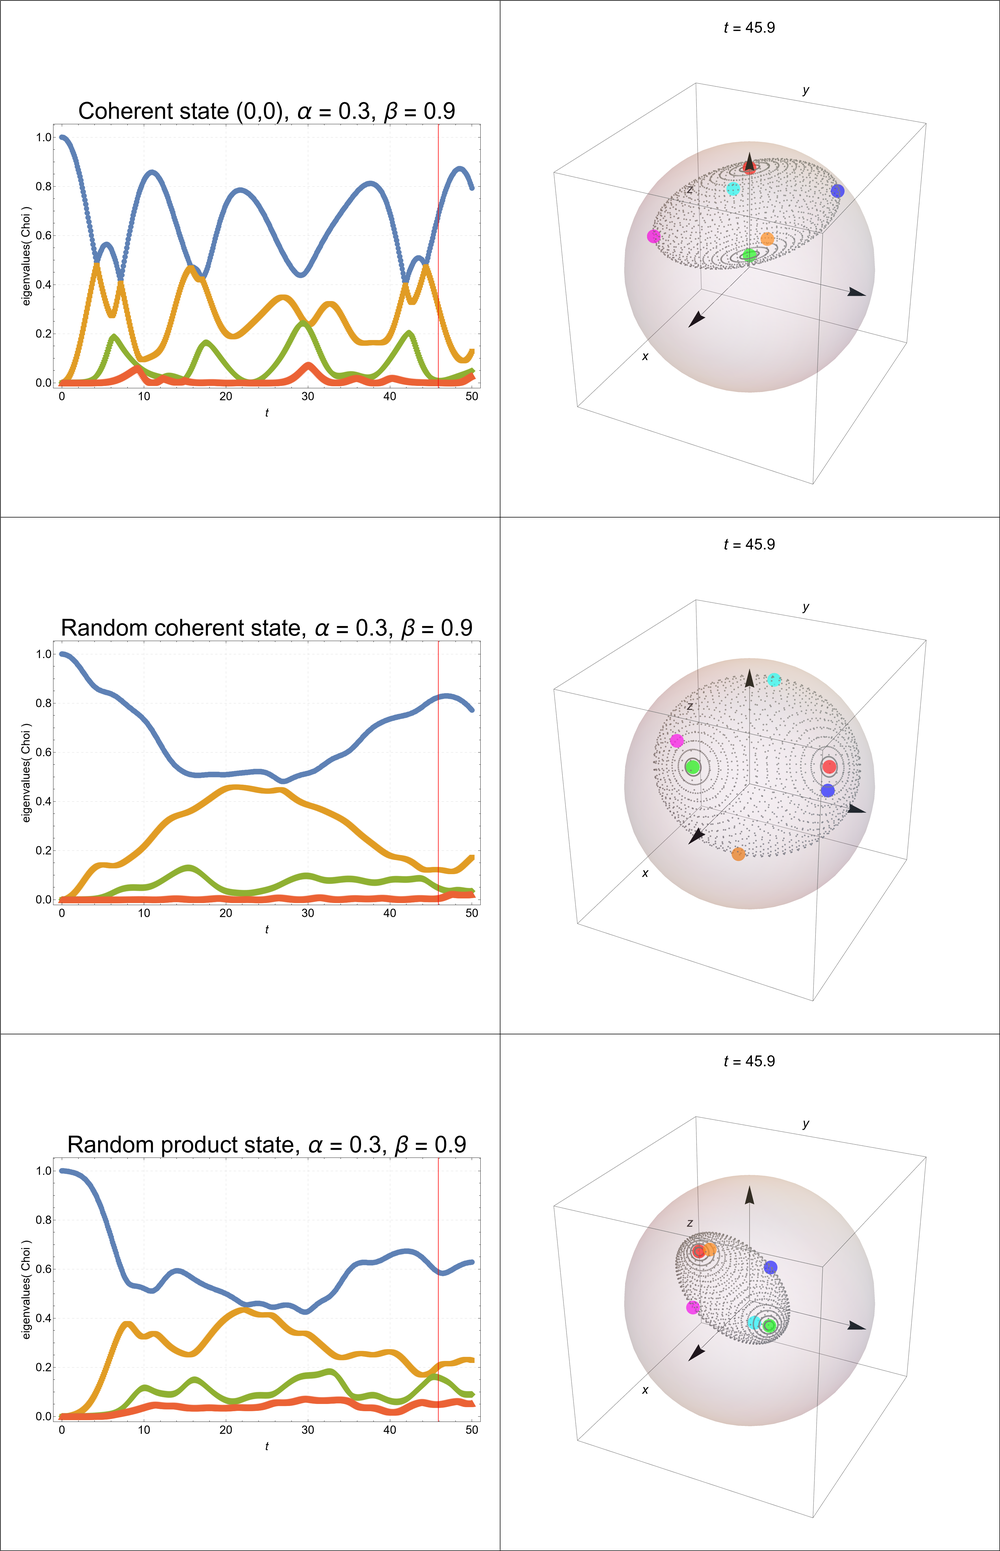 t = 45.9
Coherent state (0,0), α = 0.3, β = 0.9
eigenvalues( Choi )
1.0
0.8
0.6
0.4
0.2
0.0
0 10 20 30 40 50
t
y
z
x
t = 45.9
Random coherent state, α = 0.3, β = 0.9
eigenvalues( Choi )
1.0
0.8
0.6
0.4
0.2
0.0
0 10 20 30 40 50
t
y
z
x
t = 45.9
Random product state, α = 0.3, β = 0.9
eigenvalues( Choi )
1.0
0.8
0.6
0.4
0.2
0.0
0 10 20 30 40 50
t
y
z
x